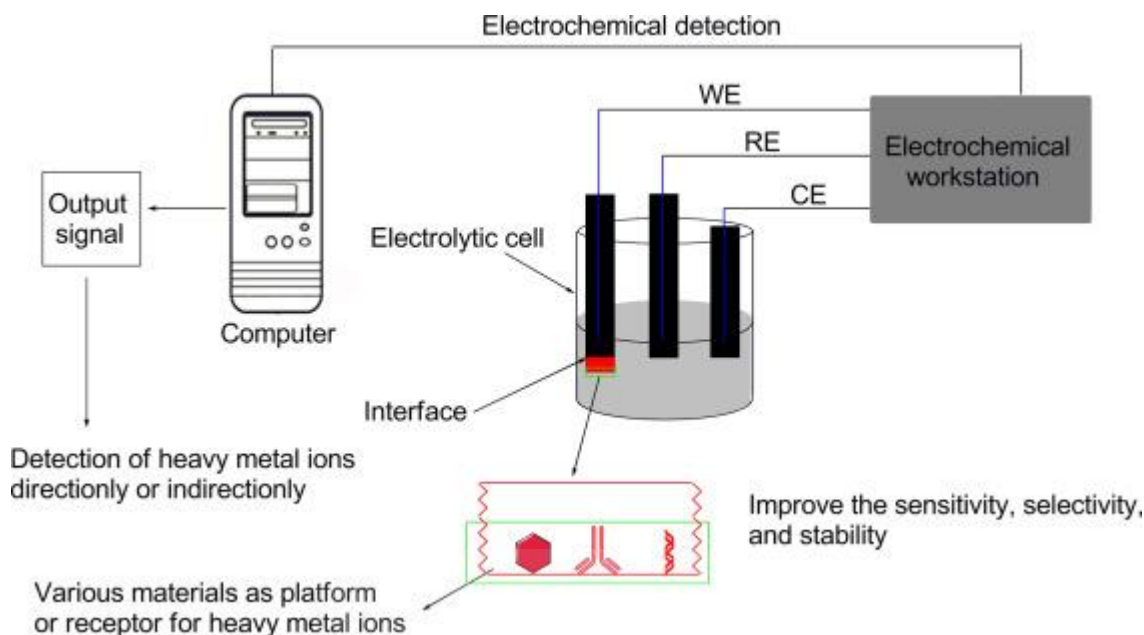 Electrochemical detection
WE
RE
CE
Electrochemical
workstation
Output
signal
Electrolytic cell
Computer
Interface
Detection of heavy metal ions
directionly or indirectionly
Improve the sensitivity, selectivity,
and stability
Various materials as platform
or receptor for heavy metal ions